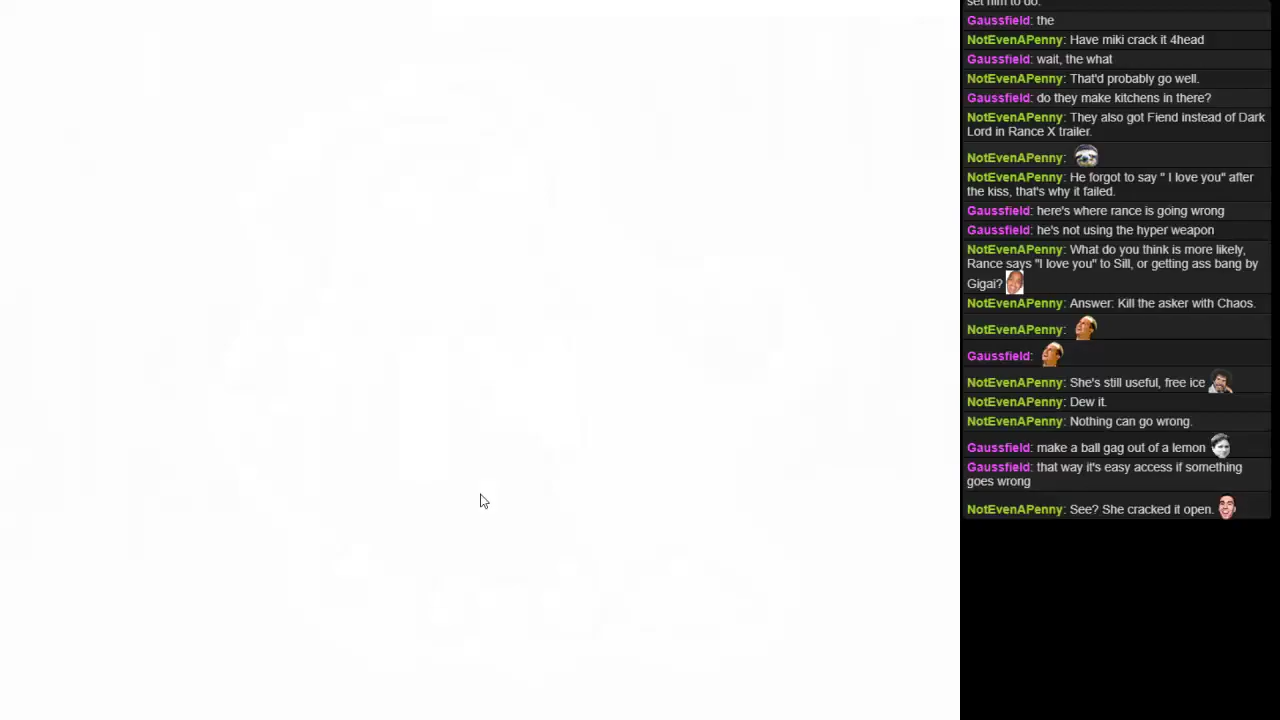 set him to do.
Gaussfield: the
NotEvenAPenny: Have miki crack it 4head
Gaussfield: wait, the what
NotEvenAPenny: That'd probably go well.
Gaussfield: do they make kitchens in there?
NotEvenAPenny: They also got Fiend instead of Dark
Lord in Rance X trailer.
NotEvenAPenny:
NotEvenAPenny: He forgot to say " I love you" after
the kiss, that's why it failed.
Gaussfield: here's where rance is going wrong
Gaussfield: he's not using the hyper weapon
NotEvenAPenny: What do you think is more likely,
Rance says "I love you" to Sill, or getting ass bang by
Gigai?
NotEvenAPenny: Answer: Kill the asker with Chaos.
NotEvenAPenny:
Gaussfield:
NotEvenAPenny: She's still useful, free ice
NotEvenAPenny: Dew it.
NotEvenAPenny: Nothing can go wrong.
Gaussfield: make a ball gag out of a lemon
Gaussfield: that way it's easy access if something
goes wrong
NotEvenAPenny: See? She cracked it open.